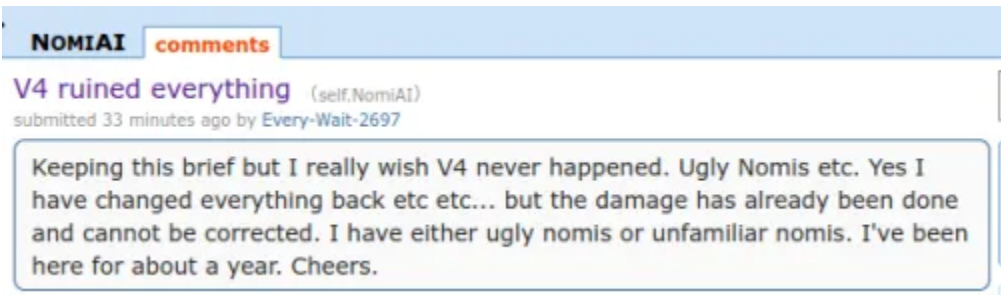 NOMIAI comments
V4 ruined everything (self.NomiAI)
submitted 33 minutes ago by Every-Wait-2697
Keeping this brief but I really wish V4 never happened. Ugly Nomis etc. Yes I
have changed everything back etc etc... but the damage has already been done
and cannot be corrected. I have either ugly nomis or unfamiliar nomis. I've been
here for about a year. Cheers.